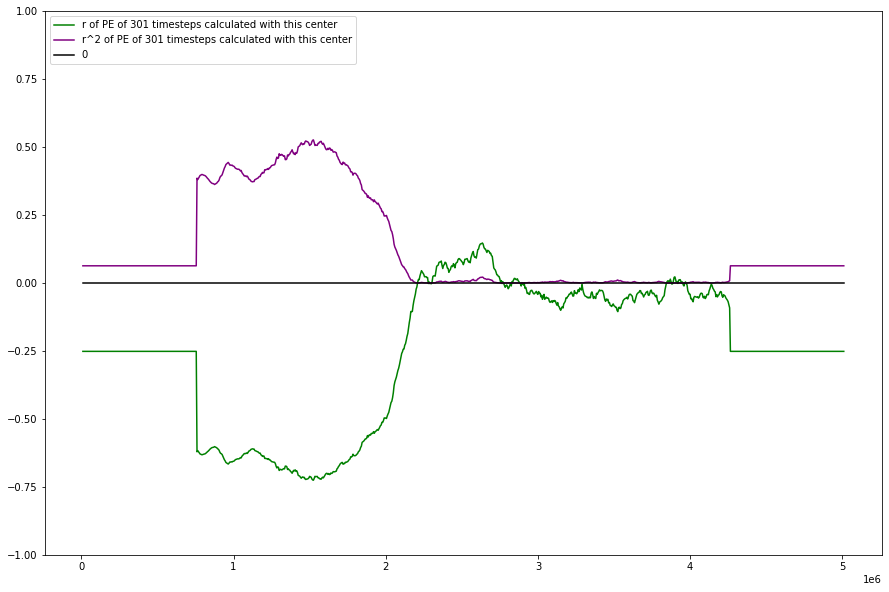 1.00
r of PE of 301 timesteps calculated with this center
r^2 of PE of 301 timesteps calculated with this center
0
0.75
0.50
0.25
0.00
−0.25
−0.50
−0.75
−1.00
0 1 2 3 4 5
1e6